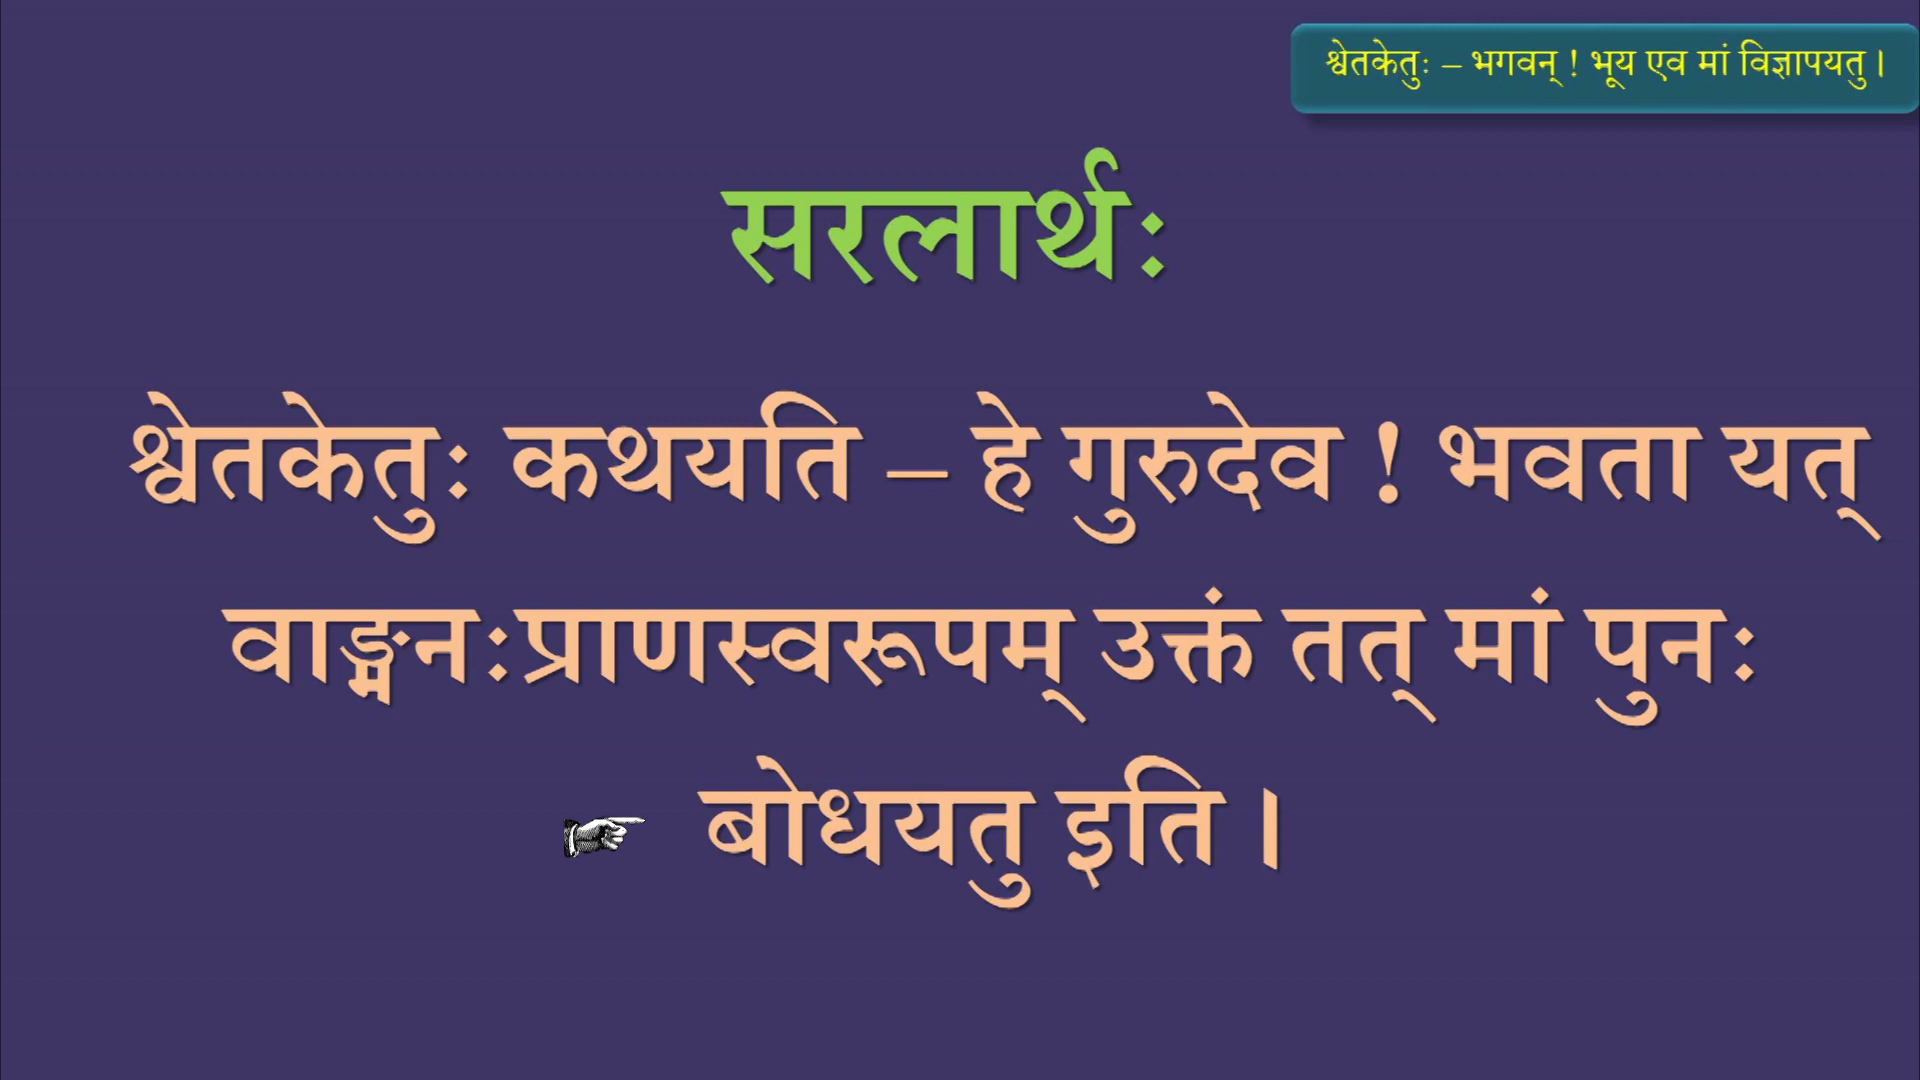 श्वेतकेतुः – भगवन् ! भूय एव मां विज्ञापयतु ।
सरलार्थः
श्वेतकेतुः कथयति – हे गुरुदेव ! भवता यत्
वाङ्मनःप्राणस्वरूपम् उक्तं तत् मां पुनः
बोधयतु इति ।